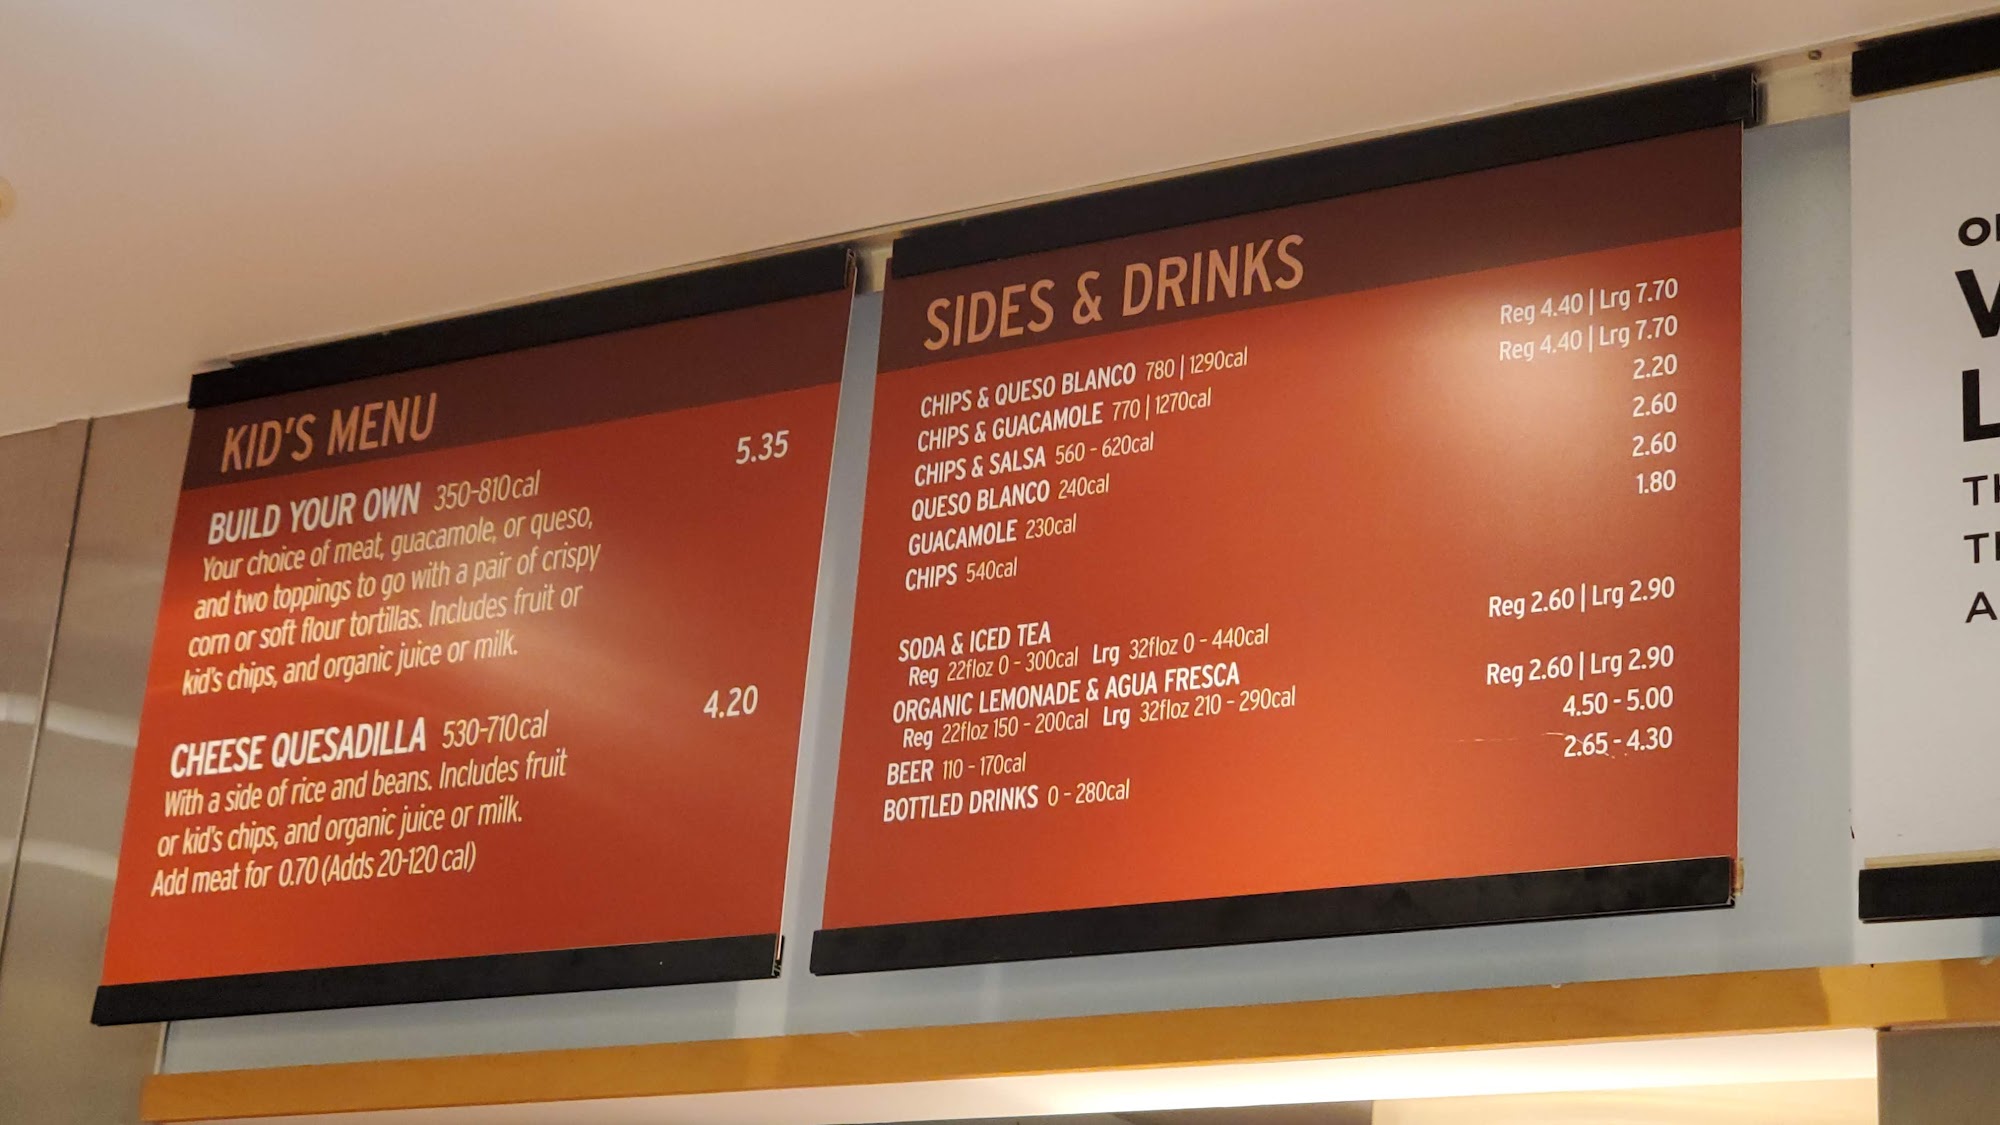 KID'S MENU
BUILD YOUR OWN 350-810cal 5.35
Your choice of meat, guacamole, or queso,
and two toppings to go with a pair of crispy
corn or soft flour tortillas. Includes fruit or
kid's chips, and organic juice or milk.
CHEESE QUESADILLA 530-710cal 4.20
With a side of rice and beans. Includes fruit
or kid's chips, and organic juice or milk.
Add meat for 0.70 (Adds 20-120 cal)
SIDES & DRINKS
CHIPS & QUESO BLANCO 780 | 1290cal Reg 4.40 | Lrg 7.70
CHIPS & GUACAMOLE 770 | 1270cal Reg 4.40 | Lrg 7.70
CHIPS & SALSA 560 - 620cal 2.20
QUESO BLANCO 240cal 2.60
GUACAMOLE 230cal 2.60
CHIPS 540cal 1.80
SODA & ICED TEA Reg 2.60 | Lrg 2.90
Reg 22floz 0 - 300cal Lrg 32floz 0 - 440cal
ORGANIC LEMONADE & AGUA FRESCA Reg 2.60 | Lrg 2.90
Reg 22floz 150 - 200cal Lrg 32floz 210 - 290cal
BEER 110 - 170cal 4.50 - 5.00
BOTTLED DRINKS 0 - 280cal 2.65 - 4.30